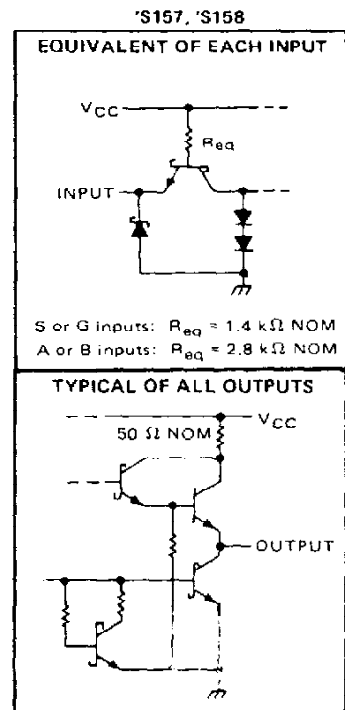 'S157, 'S158
EQUIVALENT OF EACH INPUT
VCC
Req
INPUT
S or G inputs: Req = 1.4 kΩ NOM
A or B inputs: Req = 2.8 kΩ NOM
TYPICAL OF ALL OUTPUTS
VCC
50 Ω NOM
OUTPUT